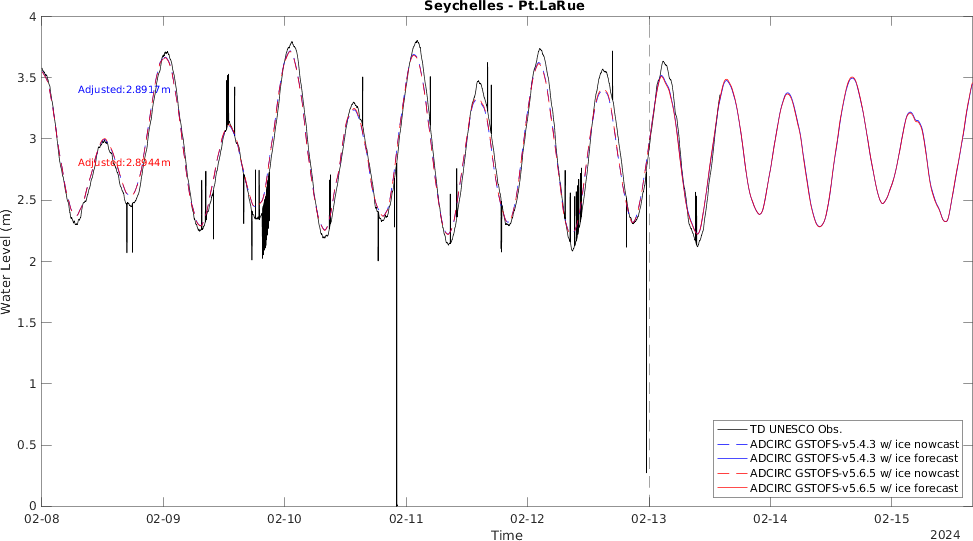 Seychelles - Pt.LaRue
4
3.5
3
2.5
2
1.5
1
0.5
0
Water Level (m)
Adjusted:2.8917m
Adjusted:2.8944m
TD UNESCO Obs.
ADCIRC GSTOFS-v5.4.3 w/ ice nowcast
ADCIRC GSTOFS-v5.4.3 w/ ice forecast
ADCIRC GSTOFS-v5.6.5 w/ ice nowcast
ADCIRC GSTOFS-v5.6.5 w/ ice forecast
02-08 02-09 02-10 02-11 02-12 02-13 02-14 02-15
Time
2024